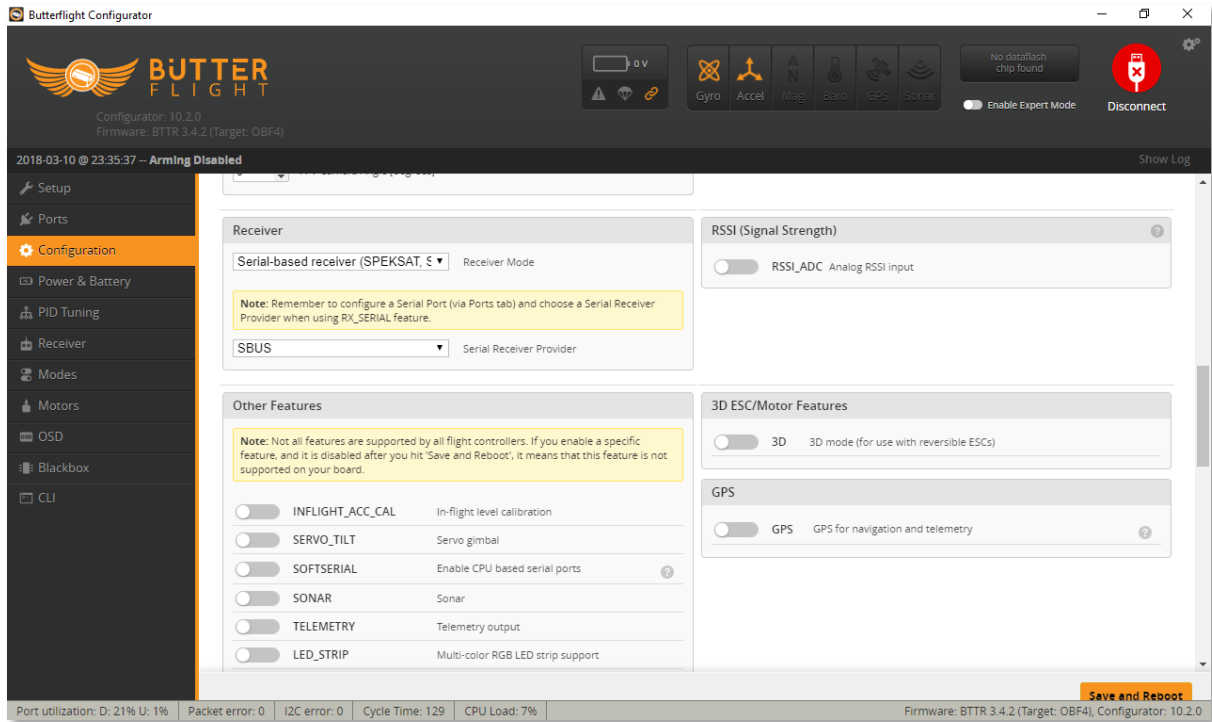 Butterflight Configurator
BUTTER
FLIGHT
Configurator: 10.2.0
Firmware: BTTR 3.4.2 (Target: OBF4)
0 V
Gyro
Accel
N
Mag
Baro
GPS
Sonar
No dataflash
chip found
Enable Expert Mode
Disconnect
2018-03-10 @ 23:35:37 -- Arming Disabled
Show Log
Setup
Ports
Configuration
Power & Battery
PID Tuning
Receiver
Modes
Motors
OSD
Blackbox
CLI
Receiver
Serial-based receiver (SPEKSAT, S
Receiver Mode
Note: Remember to configure a Serial Port (via Ports tab) and choose a Serial Receiver
Provider when using RX_SERIAL feature.
SBUS
Serial Receiver Provider
RSSI (Signal Strength)
RSSI_ADC Analog RSSI input
Other Features
Note: Not all features are supported by all flight controllers. If you enable a specific
feature, and it is disabled after you hit 'Save and Reboot', it means that this feature is not
supported on your board.
INFLIGHT_ACC_CAL In-flight level calibration
SERVO_TILT Servo gimbal
SOFTSERIAL Enable CPU based serial ports
SONAR Sonar
TELEMETRY Telemetry output
LED_STRIP Multi-color RGB LED strip support
3D ESC/Motor Features
3D 3D mode (for use with reversible ESCs)
GPS
GPS GPS for navigation and telemetry
Save and Reboot
Port utilization: D: 21% U: 1%
Packet error: 0
I2C error: 0
Cycle Time: 129
CPU Load: 7%
Firmware: BTTR 3.4.2 (Target: OBF4), Configurator: 10.2.0